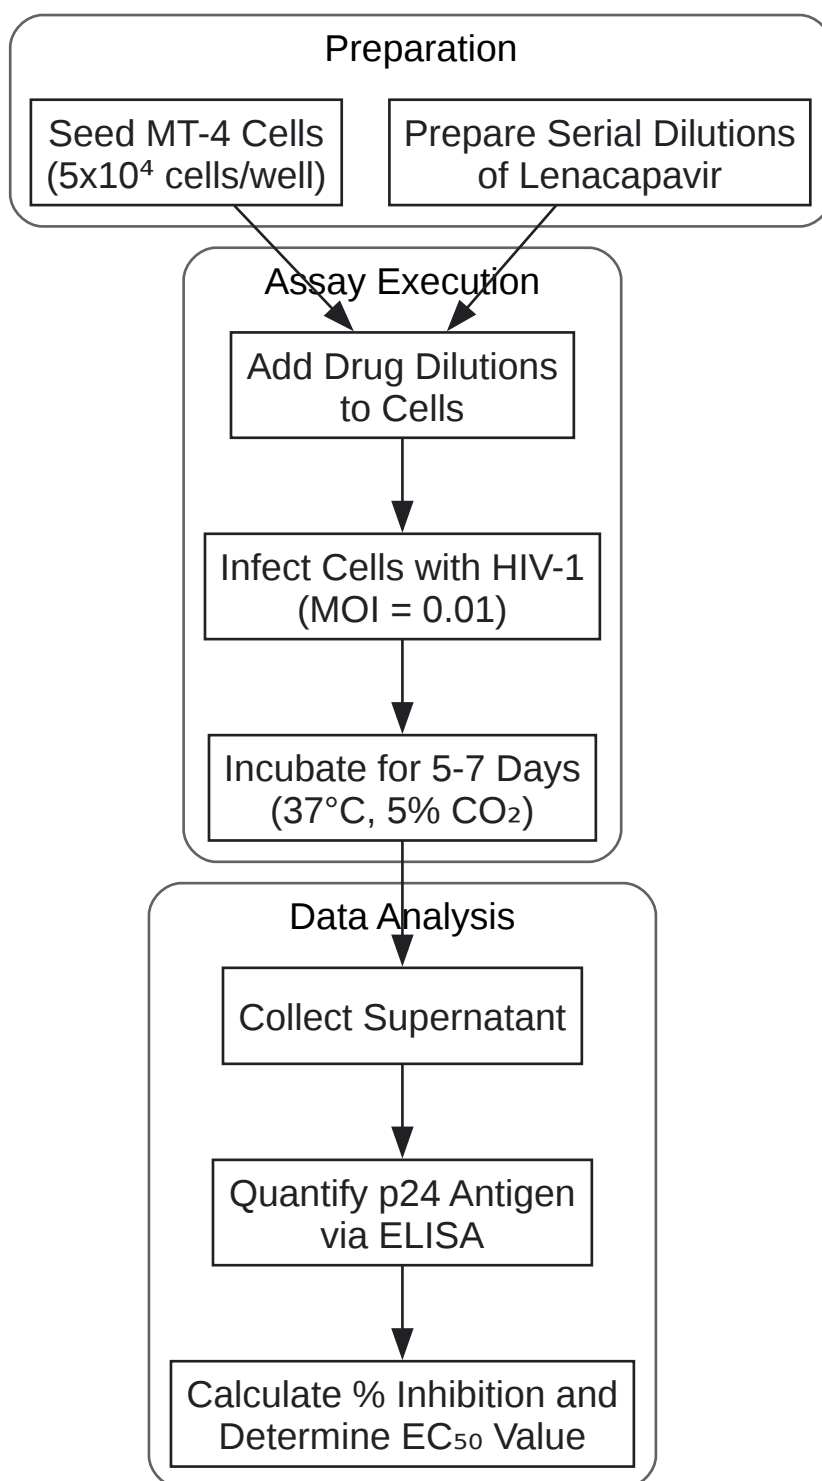 Preparation
Seed MT-4 Cells
(5x10⁴ cells/well)
Prepare Serial Dilutions
of Lenacapavir
Assay Execution
Add Drug Dilutions
to Cells
Infect Cells with HIV-1
(MOI = 0.01)
Incubate for 5-7 Days
(37°C, 5% CO₂)
Data Analysis
Collect Supernatant
Quantify p24 Antigen
via ELISA
Calculate % Inhibition and
Determine EC₅₀ Value